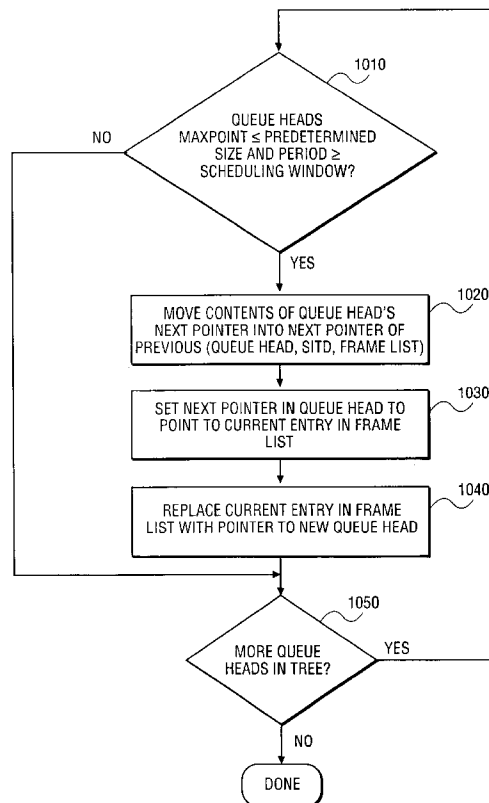 1010
QUEUE HEADS
MAXPOINT ≤ PREDETERMINED
SIZE AND PERIOD ≥
SCHEDULING WINDOW?
NO
YES
1020
MOVE CONTENTS OF QUEUE HEAD'S
NEXT POINTER INTO NEXT POINTER OF
PREVIOUS (QUEUE HEAD, SITD, FRAME LIST)
1030
SET NEXT POINTER IN QUEUE HEAD TO
POINT TO CURRENT ENTRY IN FRAME
LIST
1040
REPLACE CURRENT ENTRY IN FRAME
LIST WITH POINTER TO NEW QUEUE HEAD
1050
MORE QUEUE
HEADS IN TREE?
YES
NO
DONE